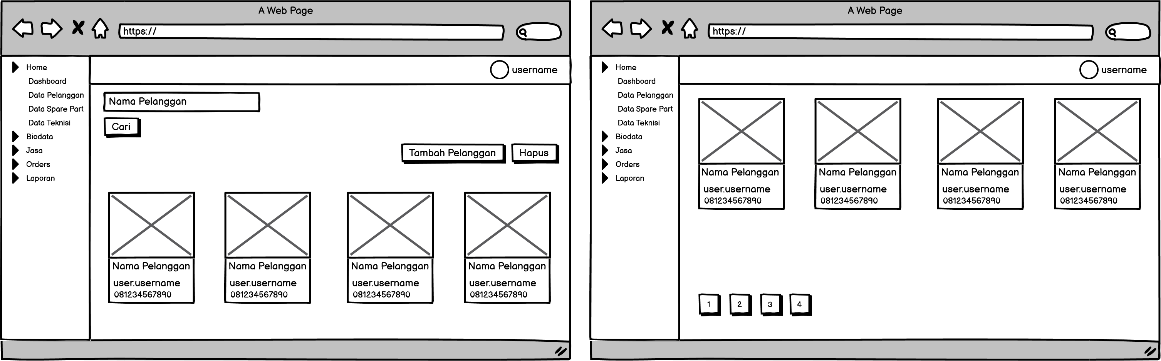 A Web Page
https://
username
Home
Dashboard
Data Pelanggan
Data Spare Part
Data Teknisi
Biodata
Jasa
Orders
Laporan
Nama Pelanggan
Cari
Tambah Pelanggan
Hapus
Nama Pelanggan
user.username
081234567890
Nama Pelanggan
user.username
081234567890
Nama Pelanggan
user.username
081234567890
Nama Pelanggan
user.username
081234567890
A Web Page
https://
username
Home
Dashboard
Data Pelanggan
Data Spare Part
Data Teknisi
Biodata
Jasa
Orders
Laporan
Nama Pelanggan
user.username
081234567890
Nama Pelanggan
user.username
081234567890
Nama Pelanggan
user.username
081234567890
Nama Pelanggan
user.username
081234567890
1 2 3 4